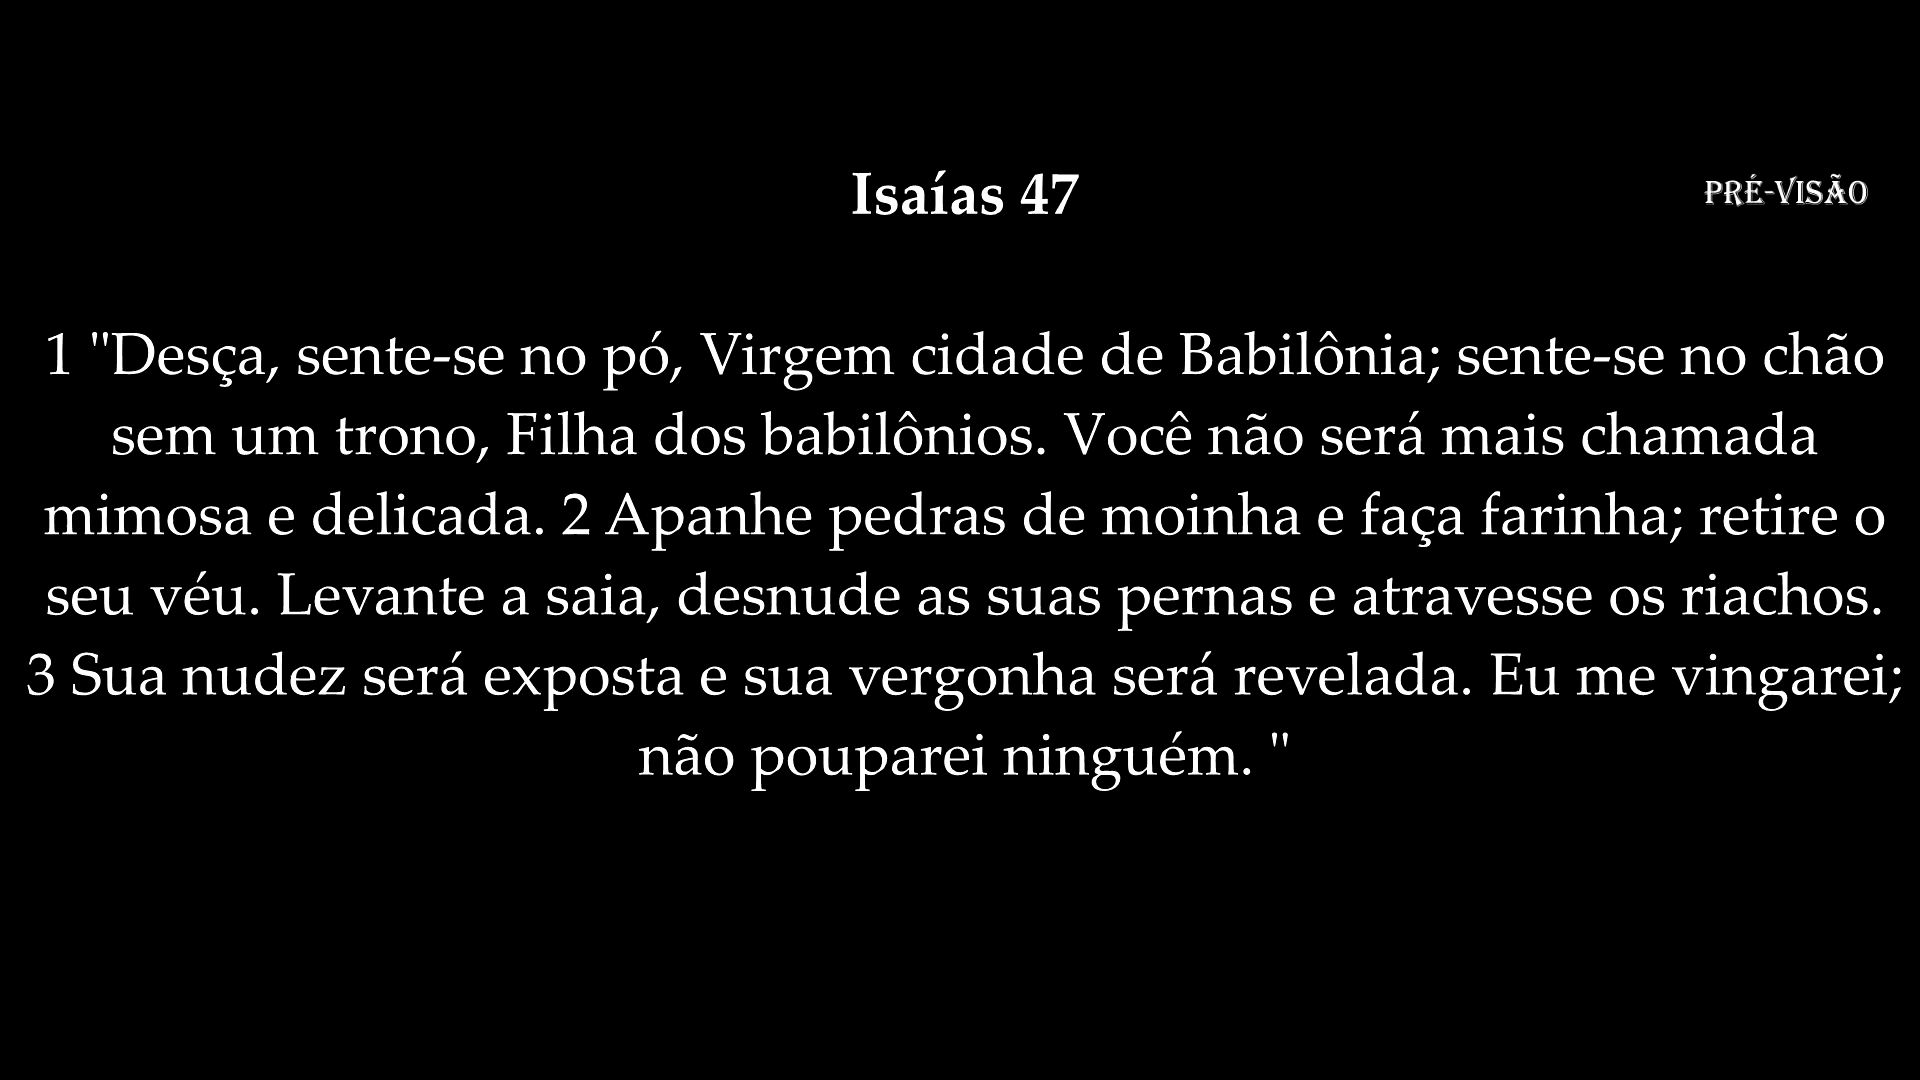 Isaías 47
PRÉ-VISÃO
1 "Desça, sente-se no pó, Virgem cidade de Babilônia; sente-se no chão
sem um trono, Filha dos babilônios. Você não será mais chamada
mimosa e delicada. 2 Apanhe pedras de moinha e faça farinha; retire o
seu véu. Levante a saia, desnude as suas pernas e atravesse os riachos.
3 Sua nudez será exposta e sua vergonha será revelada. Eu me vingarei;
não pouparei ninguém. "